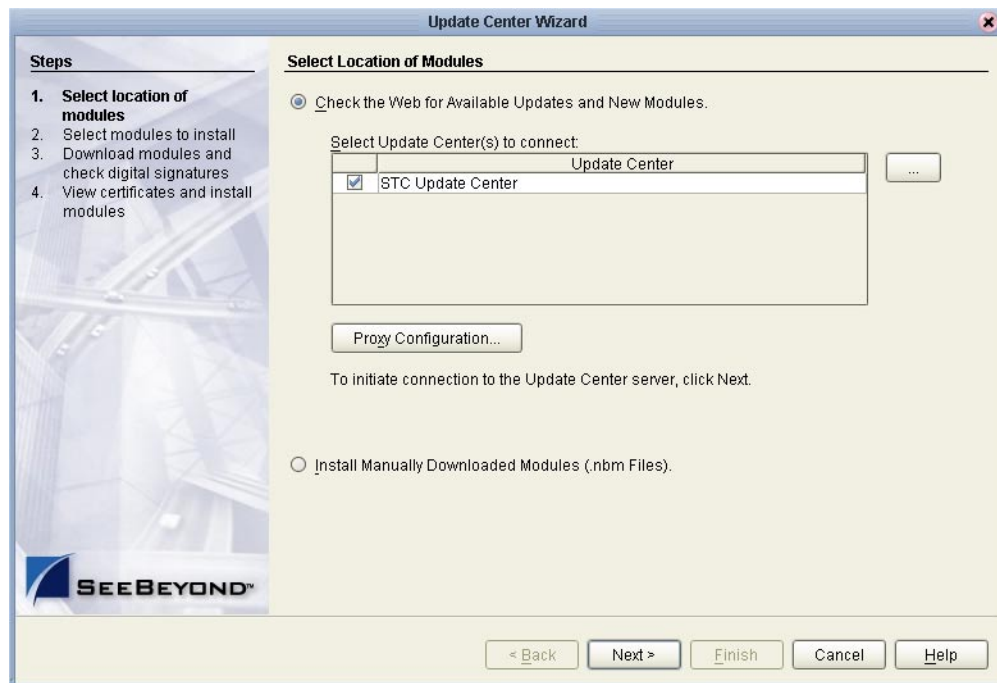 Update Center Wizard
Steps
1. Select location of
modules
2. Select modules to install
3. Download modules and
check digital signatures
4. View certificates and install
modules
SEEBEYOND™
Select Location of Modules
Check the Web for Available Updates and New Modules.
Select Update Center(s) to connect:
Update Center
...
STC Update Center
Proxy Configuration...
To initiate connection to the Update Center server, click Next.
Install Manually Downloaded Modules (.nbm Files).
< Back Next > Finish Cancel Help